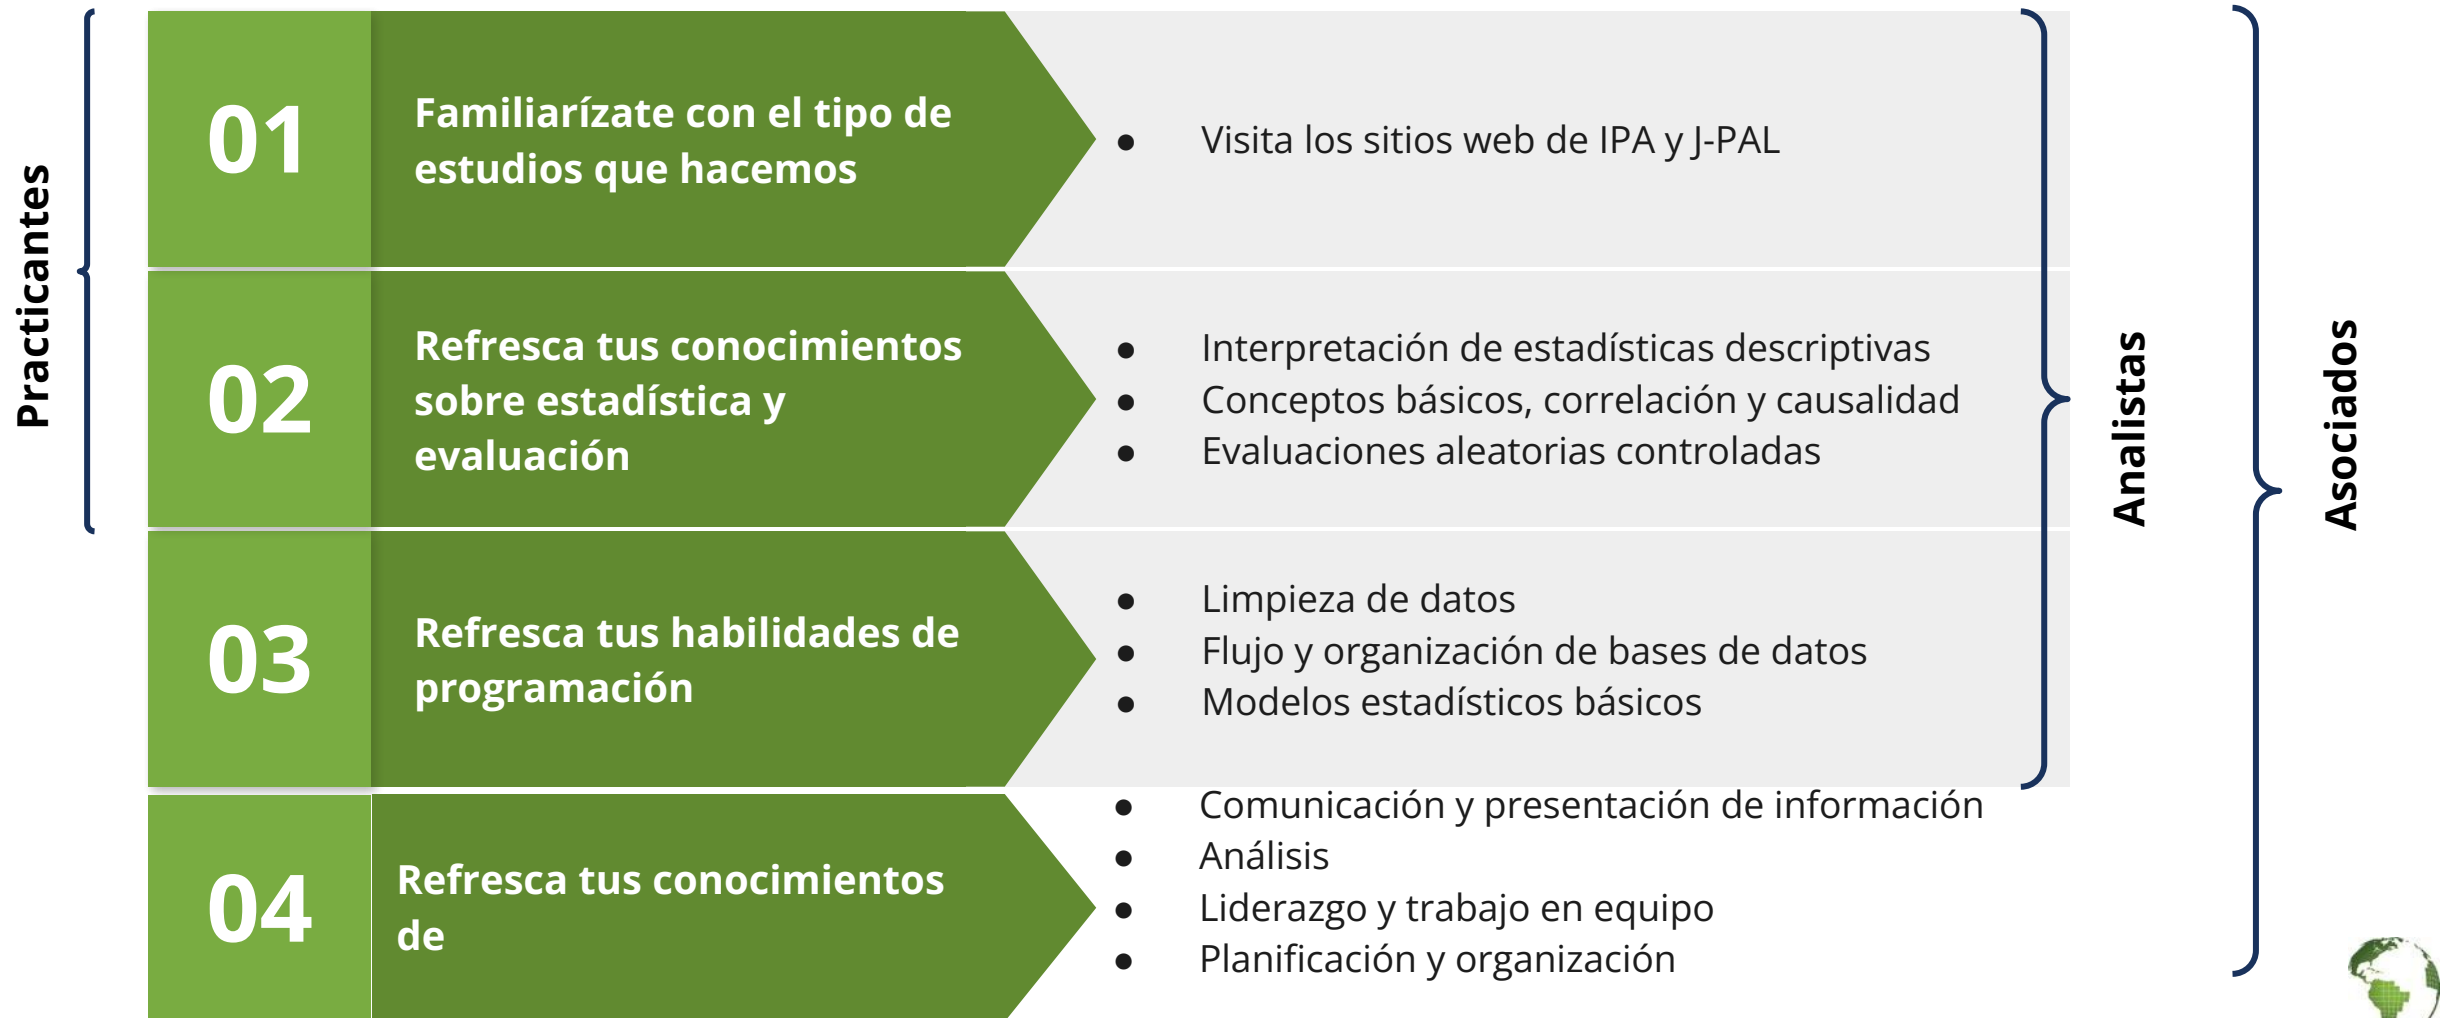 Practicantes
01
Familiarízate con el tipo de
estudios que hacemos
● Visita los sitios web de IPA y J-PAL
02
Refresca tus conocimientos
sobre estadística y
evaluación
● Interpretación de estadísticas descriptivas
● Conceptos básicos, correlación y causalidad
● Evaluaciones aleatorias controladas
03
Refresca tus habilidades de
programación
● Limpieza de datos
● Flujo y organización de bases de datos
● Modelos estadísticos básicos
04
Refresca tus conocimientos
de
● Comunicación y presentación de información
● Análisis
● Liderazgo y trabajo en equipo
● Planificación y organización
Analistas
Asociados